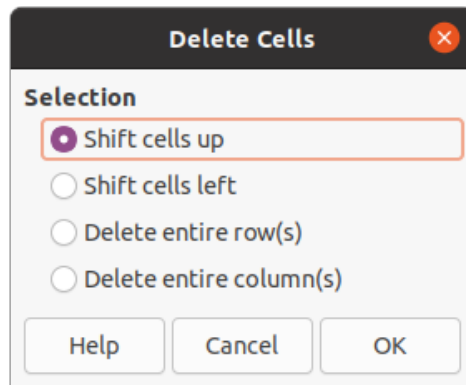 Delete Cells
Selection
Shift cells up
Shift cells left
Delete entire row(s)
Delete entire column(s)
Help Cancel OK